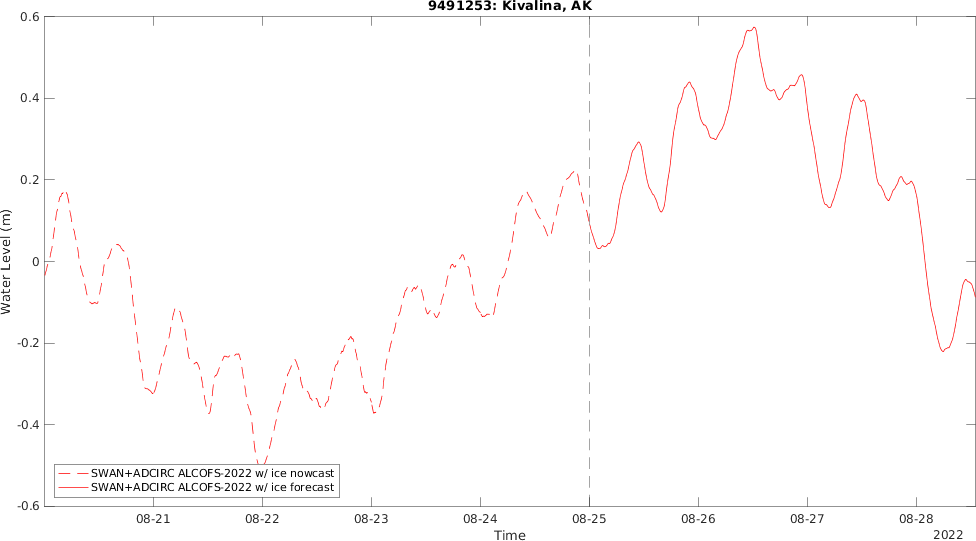 9491253: Kivalina, AK
0.6
0.4
0.2
0
-0.2
-0.4
-0.6
Water Level (m)
SWAN+ADCIRC ALCOFS-2022 w/ ice nowcast
SWAN+ADCIRC ALCOFS-2022 w/ ice forecast
08-21 08-22 08-23 08-24 08-25 08-26 08-27 08-28
Time
2022